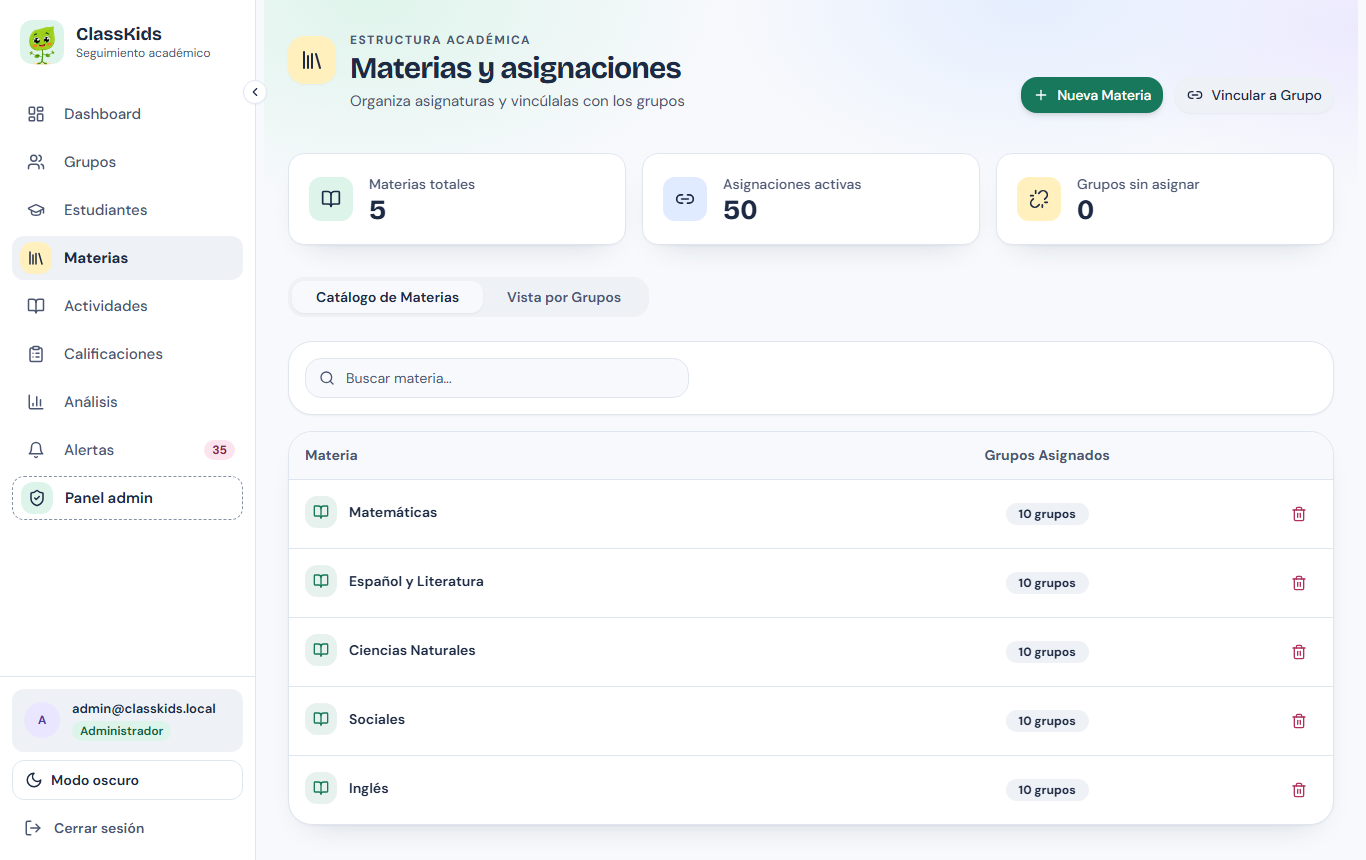 ClassKids
Seguimiento académico
Dashboard
Grupos
Estudiantes
Materias
Actividades
Calificaciones
Análisis
Alertas 35
Panel admin
A
admin@classkids.local
Administrador
Modo oscuro
Cerrar sesión
ESTRUCTURA ACADÉMICA
Materias y asignaciones
Organiza asignaturas y vincúlalas con los grupos
Nueva Materia
Vincular a Grupo
Materias totales
5
Asignaciones activas
50
Grupos sin asignar
0
Catálogo de Materias
Vista por Grupos
Buscar materia...
Materia Grupos Asignados
Matemáticas 10 grupos
Español y Literatura 10 grupos
Ciencias Naturales 10 grupos
Sociales 10 grupos
Inglés 10 grupos